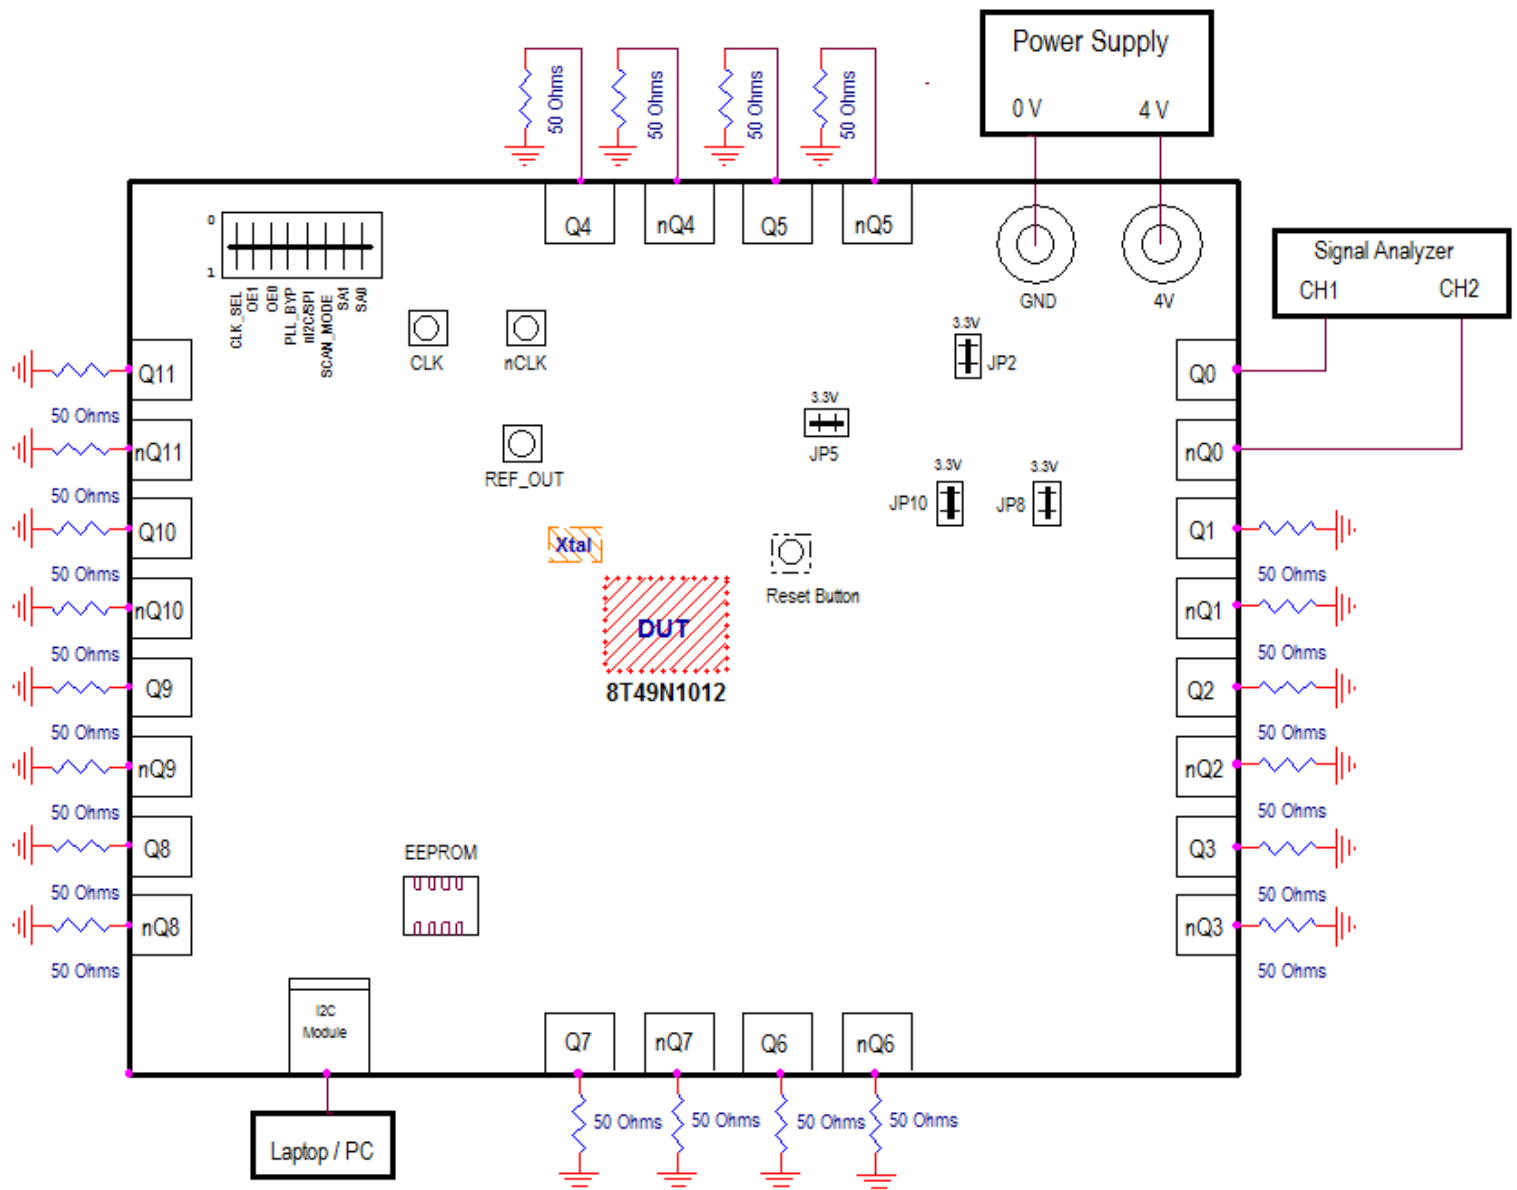 Power Supply
0 V 4 V
50 Ohms
50 Ohms
50 Ohms
50 Ohms
Q4
nQ4
Q5
nQ5
GND
4V
Signal Analyzer
CH1 CH2
0
1
CLK_SEL
OE1
OE0
PLL_BYP
nI2C/SPI
SCAN_MODE
SA1
SA0
CLK
nCLK
REF_OUT
3.3V
JP2
3.3V
JP5
3.3V
JP10
3.3V
JP8
Xtal
Reset Button
DUT
8T49N1012
Q11
50 Ohms
nQ11
50 Ohms
Q10
50 Ohms
nQ10
50 Ohms
Q9
50 Ohms
nQ9
50 Ohms
Q8
50 Ohms
nQ8
50 Ohms
Q0
nQ0
Q1
50 Ohms
nQ1
50 Ohms
Q2
50 Ohms
nQ2
50 Ohms
Q3
50 Ohms
nQ3
50 Ohms
EEPROM
I2C
Module
Laptop / PC
Q7
nQ7
Q6
nQ6
50 Ohms
50 Ohms
50 Ohms
50 Ohms